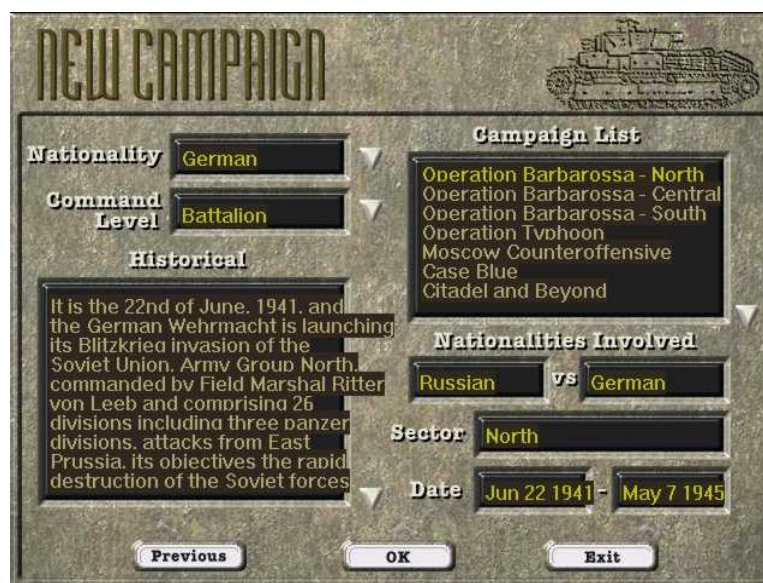 NEW CAMPAIGN
Nationality German
Command Level Battalion
Historical
It is the 22nd of June, 1941, and
the German Wehrmacht is launching
its Blitzkrieg invasion of the
Soviet Union. Army Group North,
commanded by Field Marshal Ritter
von Leeb and comprising 26
divisions including three panzer
divisions, attacks from East
Prussia, its objectives the rapid
destruction of the Soviet forces
Campaign List
Operation Barbarossa - North
Operation Barbarossa - Central
Operation Barbarossa - South
Operation Typhoon
Moscow Counteroffensive
Case Blue
Citadel and Beyond
Nationalities Involved
Russian vs German
Sector North
Date Jun 22 1941 - May 7 1945
Previous OK Exit